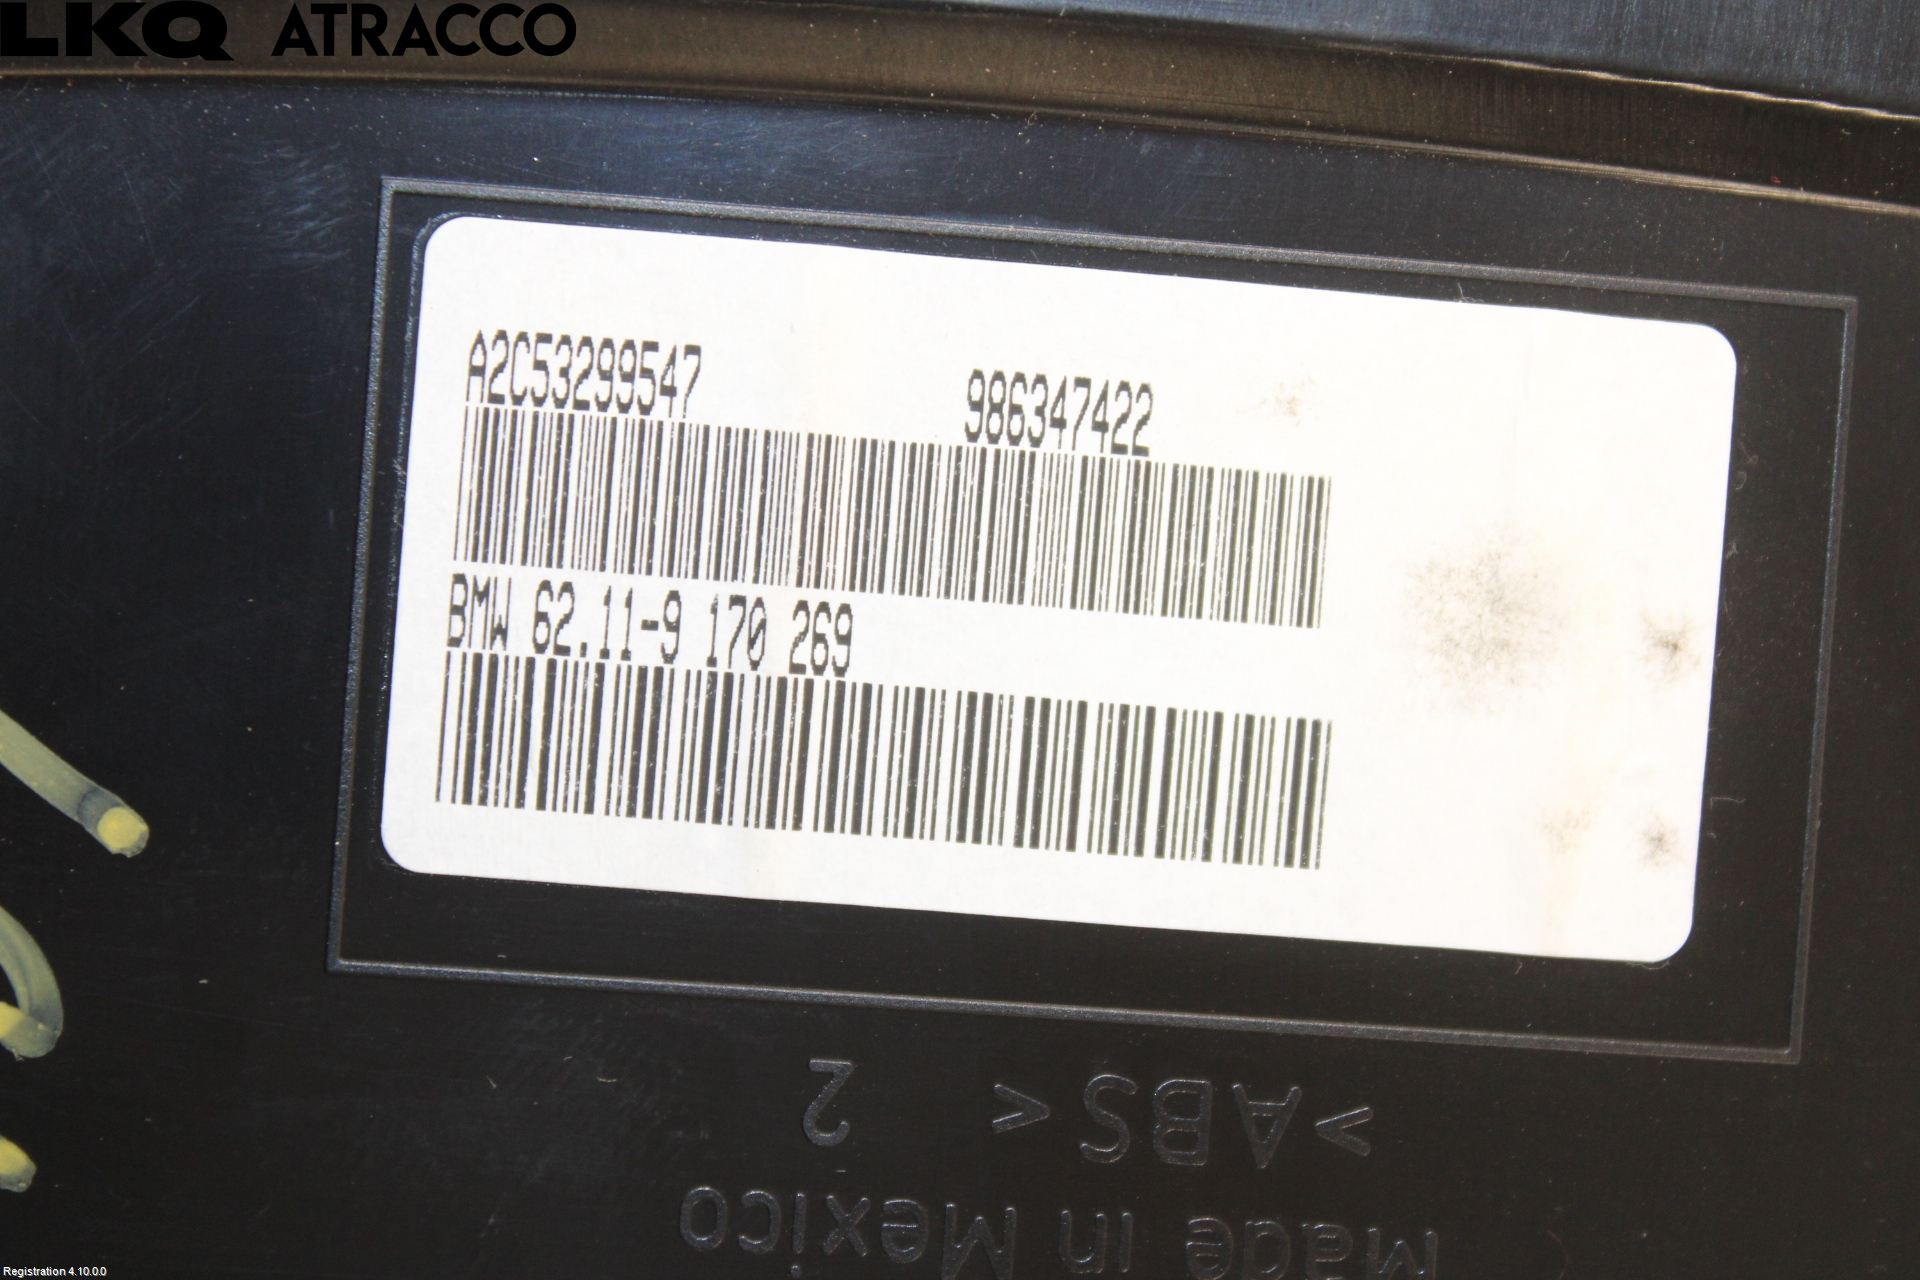 LKQ ATRACCO
A2C53299547 986347422
BMW 62.11-9 170 269
>ABS< 2
Made in Mexico
Registration 4.10.0.0